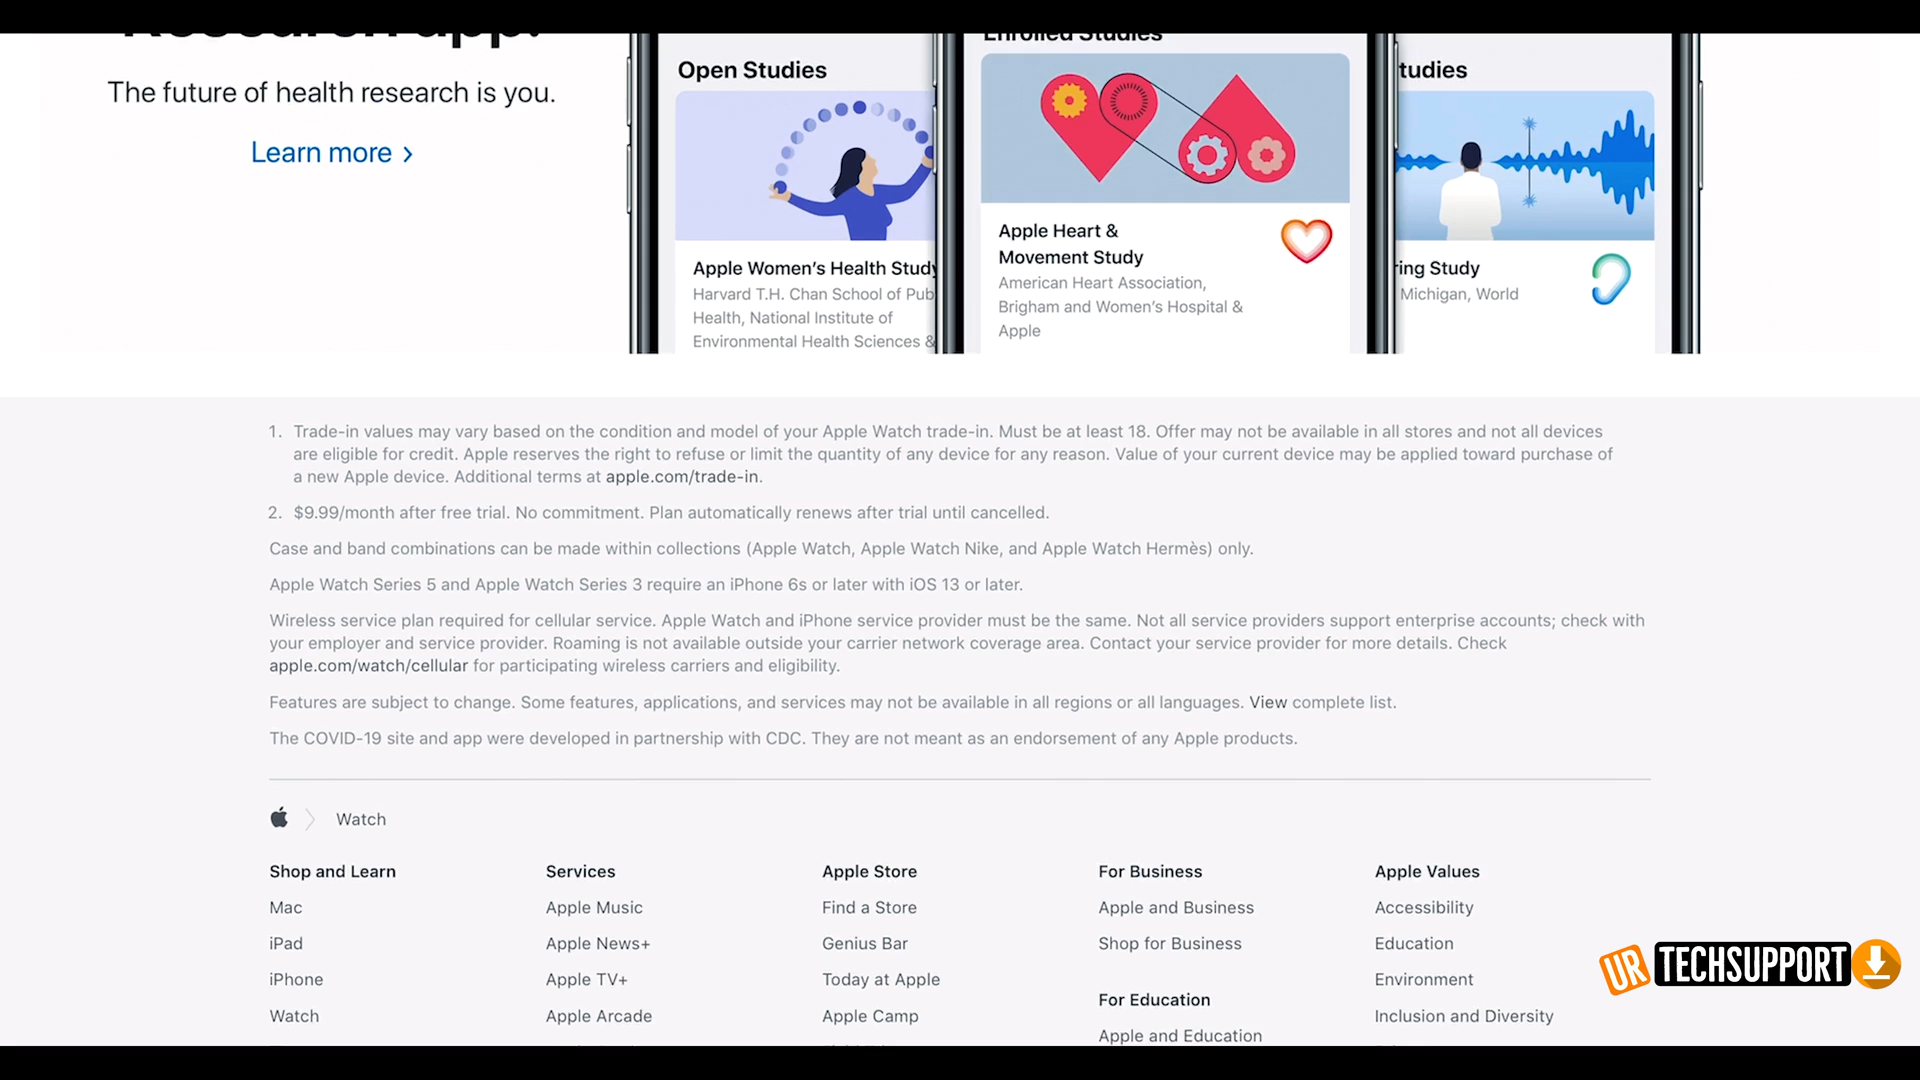 Research app.
The future of health research is you.
Learn more ›
Open Studies
Apple Women’s Health Study
Harvard T.H. Chan School of Pub
Health, National Institute of
Environmental Health Sciences &
Enrolled Studies
Apple Heart &
Movement Study
American Heart Association,
Brigham and Women’s Hospital &
Apple
tudies
ing Study
Michigan, World
1. Trade-in values may vary based on the condition and model of your Apple Watch trade-in. Must be at least 18. Offer may not be available in all stores and not all devices
are eligible for credit. Apple reserves the right to refuse or limit the quantity of any device for any reason. Value of your current device may be applied toward purchase of
a new Apple device. Additional terms at apple.com/trade-in.
2. $9.99/month after free trial. No commitment. Plan automatically renews after trial until cancelled.
Case and band combinations can be made within collections (Apple Watch, Apple Watch Nike, and Apple Watch Hermès) only.
Apple Watch Series 5 and Apple Watch Series 3 require an iPhone 6s or later with iOS 13 or later.
Wireless service plan required for cellular service. Apple Watch and iPhone service provider must be the same. Not all service providers support enterprise accounts; check with
your employer and service provider. Roaming is not available outside your carrier network coverage area. Contact your service provider for more details. Check
apple.com/watch/cellular for participating wireless carriers and eligibility.
Features are subject to change. Some features, applications, and services may not be available in all regions or all languages. View complete list.
The COVID-19 site and app were developed in partnership with CDC. They are not meant as an endorsement of any Apple products.
Watch
Shop and Learn
Mac
iPad
iPhone
Watch
Services
Apple Music
Apple News+
Apple TV+
Apple Arcade
Apple Store
Find a Store
Genius Bar
Today at Apple
Apple Camp
For Business
Apple and Business
Shop for Business
For Education
Apple and Education
Apple Values
Accessibility
Education
Environment
Inclusion and Diversity
UR TECHSUPPORT